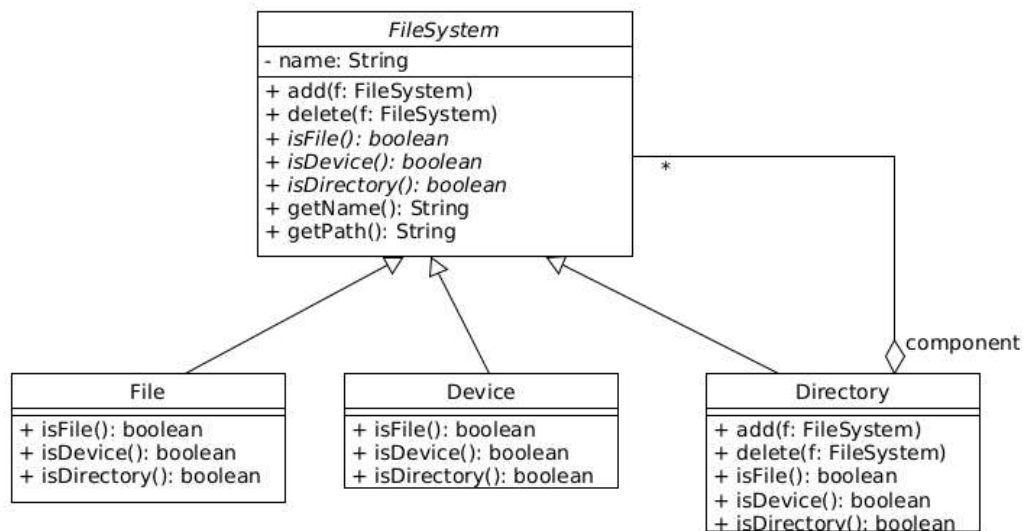 FileSystem
- name: String
+ add(f: FileSystem)
+ delete(f: FileSystem)
+ isFile(): boolean
+ isDevice(): boolean
+ isDirectory(): boolean
+ getName(): String
+ getPath(): String
*
component
File
+ isFile(): boolean
+ isDevice(): boolean
+ isDirectory(): boolean
Device
+ isFile(): boolean
+ isDevice(): boolean
+ isDirectory(): boolean
Directory
+ add(f: FileSystem)
+ delete(f: FileSystem)
+ isFile(): boolean
+ isDevice(): boolean
+ isDirectory(): boolean